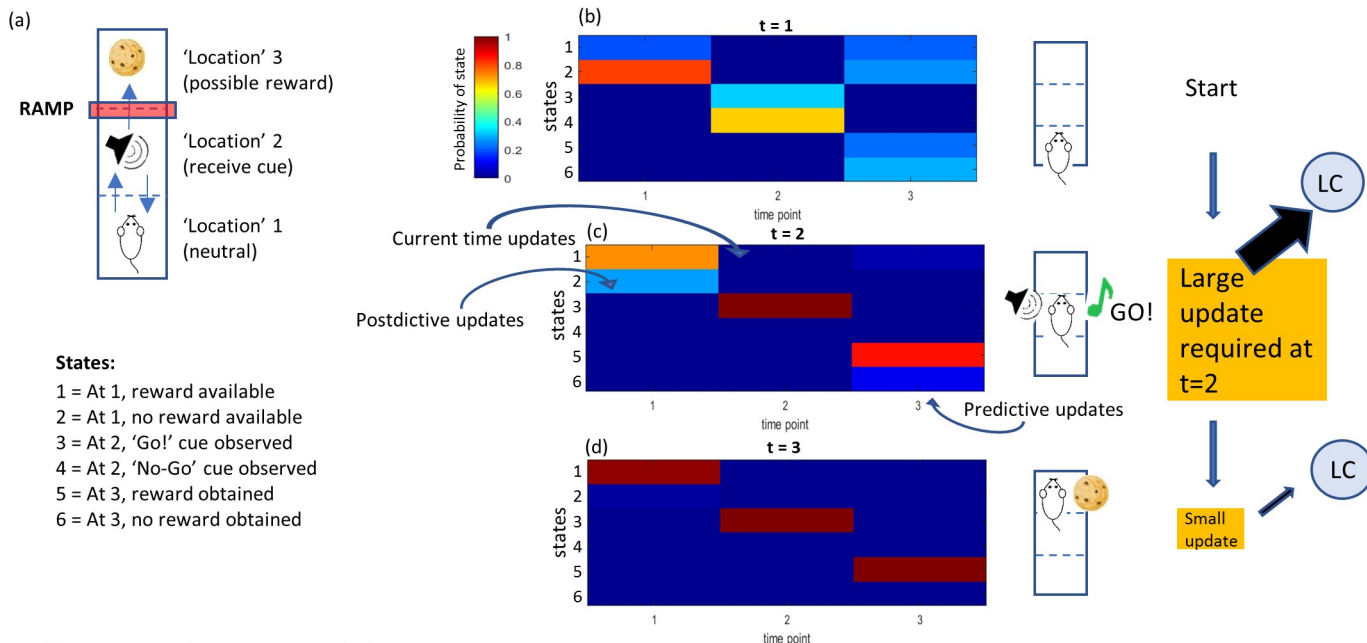 (a)
'Location' 3
(possible reward)
RAMP
'Location' 2
(receive cue)
'Location' 1
(neutral)
States:
1 = At 1, reward available
2 = At 1, no reward available
3 = At 2, 'Go!' cue observed
4 = At 2, 'No-Go' cue observed
5 = At 3, reward obtained
6 = At 3, no reward obtained
Probability of state
1
0.8
0.6
0.4
0.2
0
(b)
t = 1
states
1
2
3
4
5
6
1 2 3
time point
Current time updates
Postdictive updates
(c)
t = 2
states
1
2
3
4
5
6
1 2 3
time point
Predictive updates
(d)
t = 3
states
1
2
3
4
5
6
1 2 3
time point
GO!
Start
LC
Large
update
required at
t=2
LC
Small
update